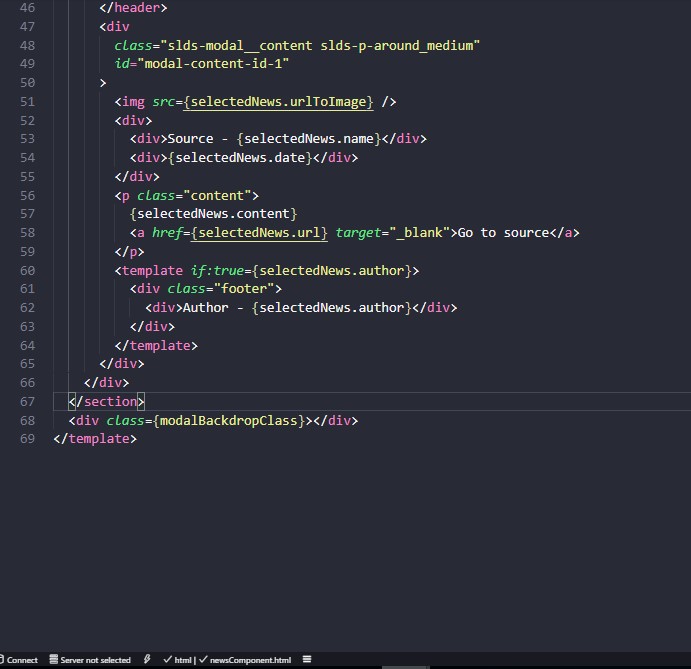 46 </header>
47 <div
48 class="slds-modal__content slds-p-around_medium"
49 id="modal-content-id-1"
50 >
51 <img src={selectedNews.urlToImage} />
52 <div>
53 <div>Source - {selectedNews.name}</div>
54 <div>{selectedNews.date}</div>
55 </div>
56 <p class="content">
57 {selectedNews.content}
58 <a href={selectedNews.url} target="_blank">Go to source</a>
59 </p>
60 <template if:true={selectedNews.author}>
61 <div class="footer">
62 <div>Author - {selectedNews.author}</div>
63 </div>
64 </template>
65 </div>
66 </div>
67 </section>
68 <div class={modalBackdropClass}></div>
69 </template>
Connect Server not selected html | newsComponent.html